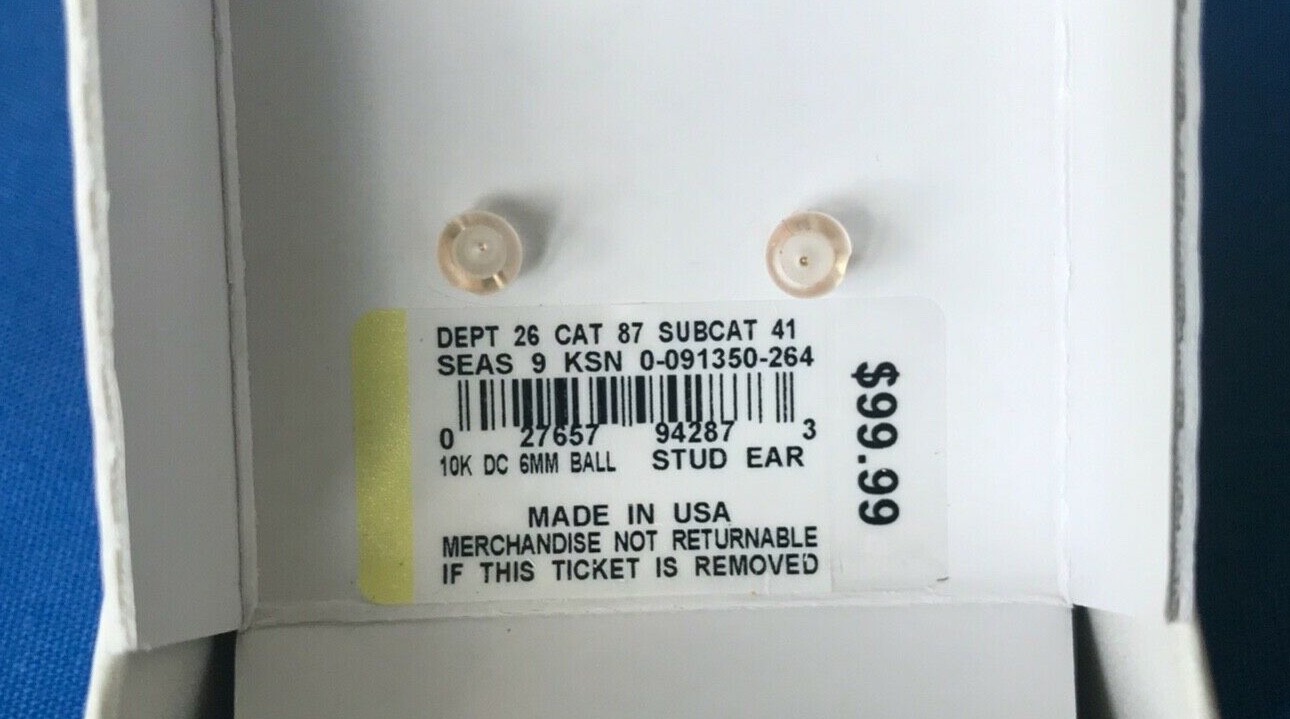 DEPT 26 CAT 87 SUBCAT 41
SEAS 9 KSN 0-091350-264
0 27657 94287 3
10K DC 6MM BALL STUD EAR
MADE IN USA
MERCHANDISE NOT RETURNABLE
IF THIS TICKET IS REMOVED
$99.99